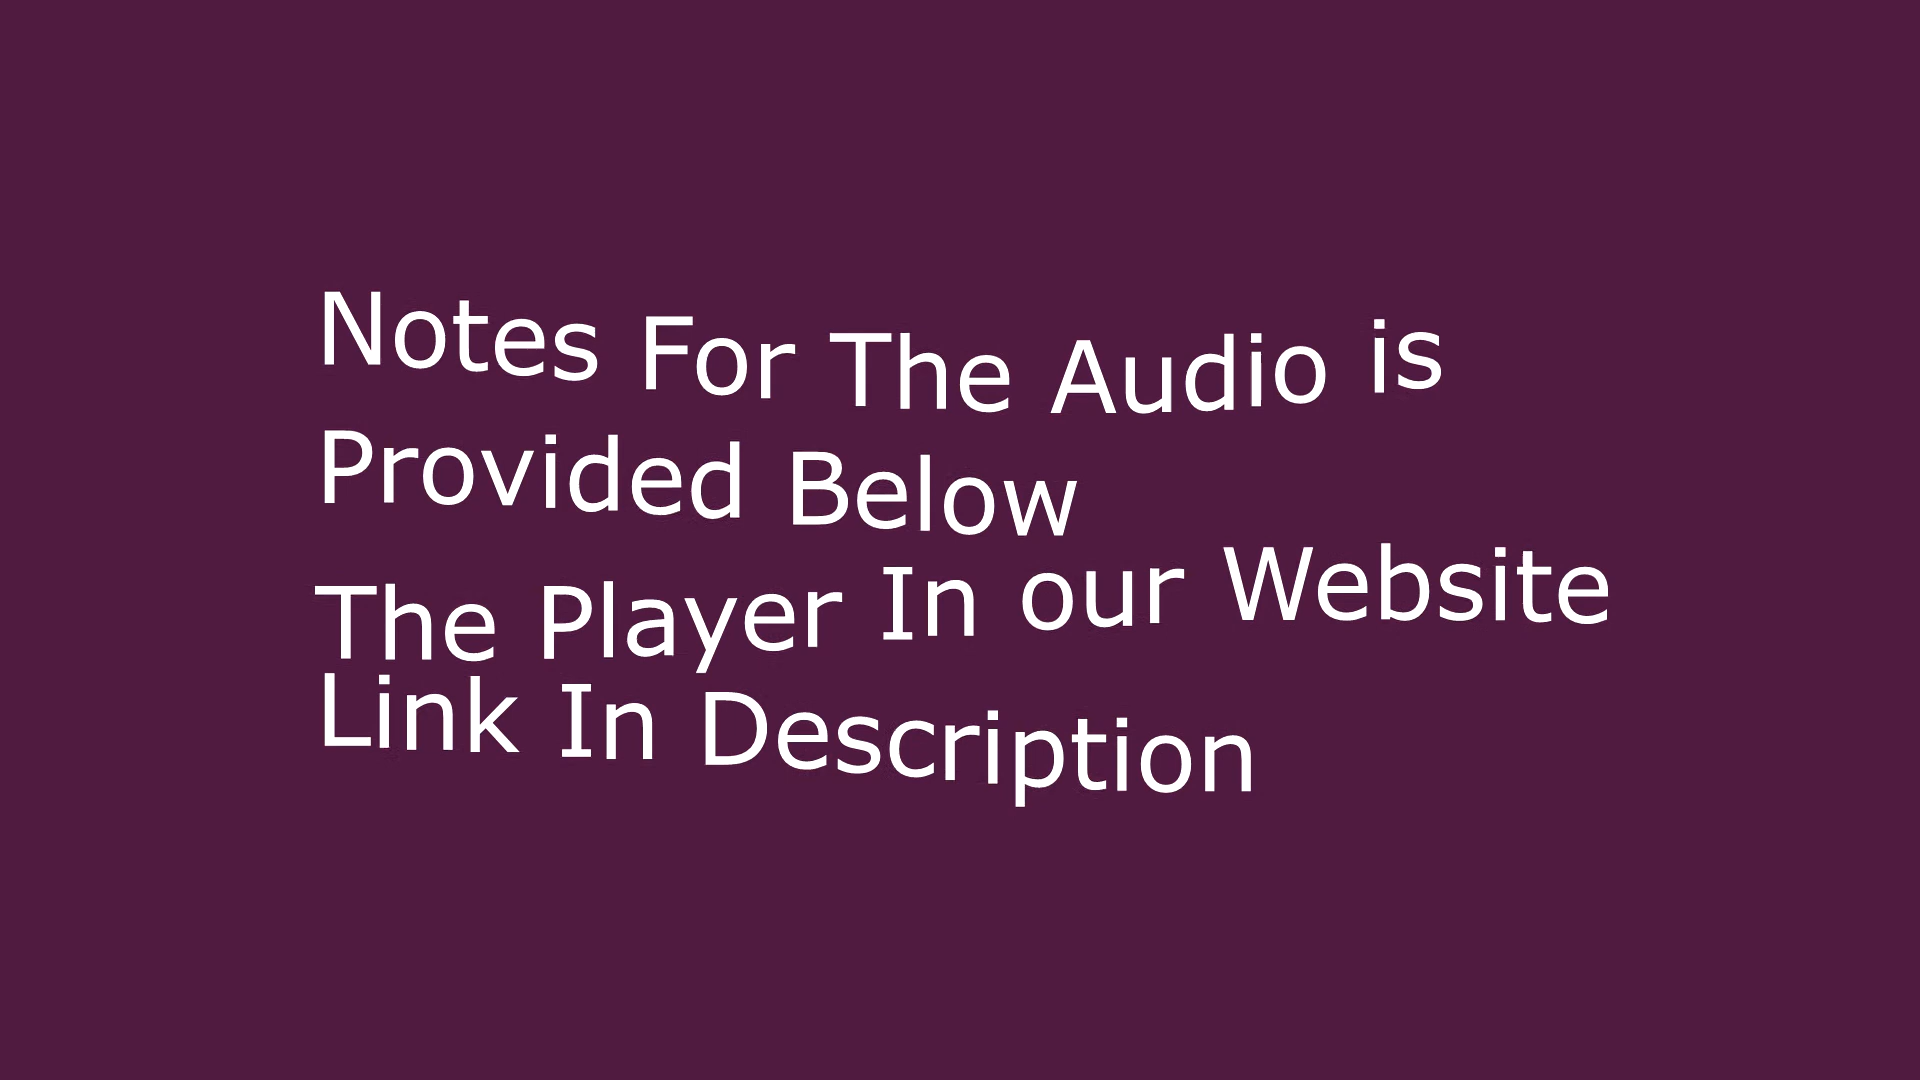 Notes For The Audio is
Provided Below
The Player In our Website
Link In Description